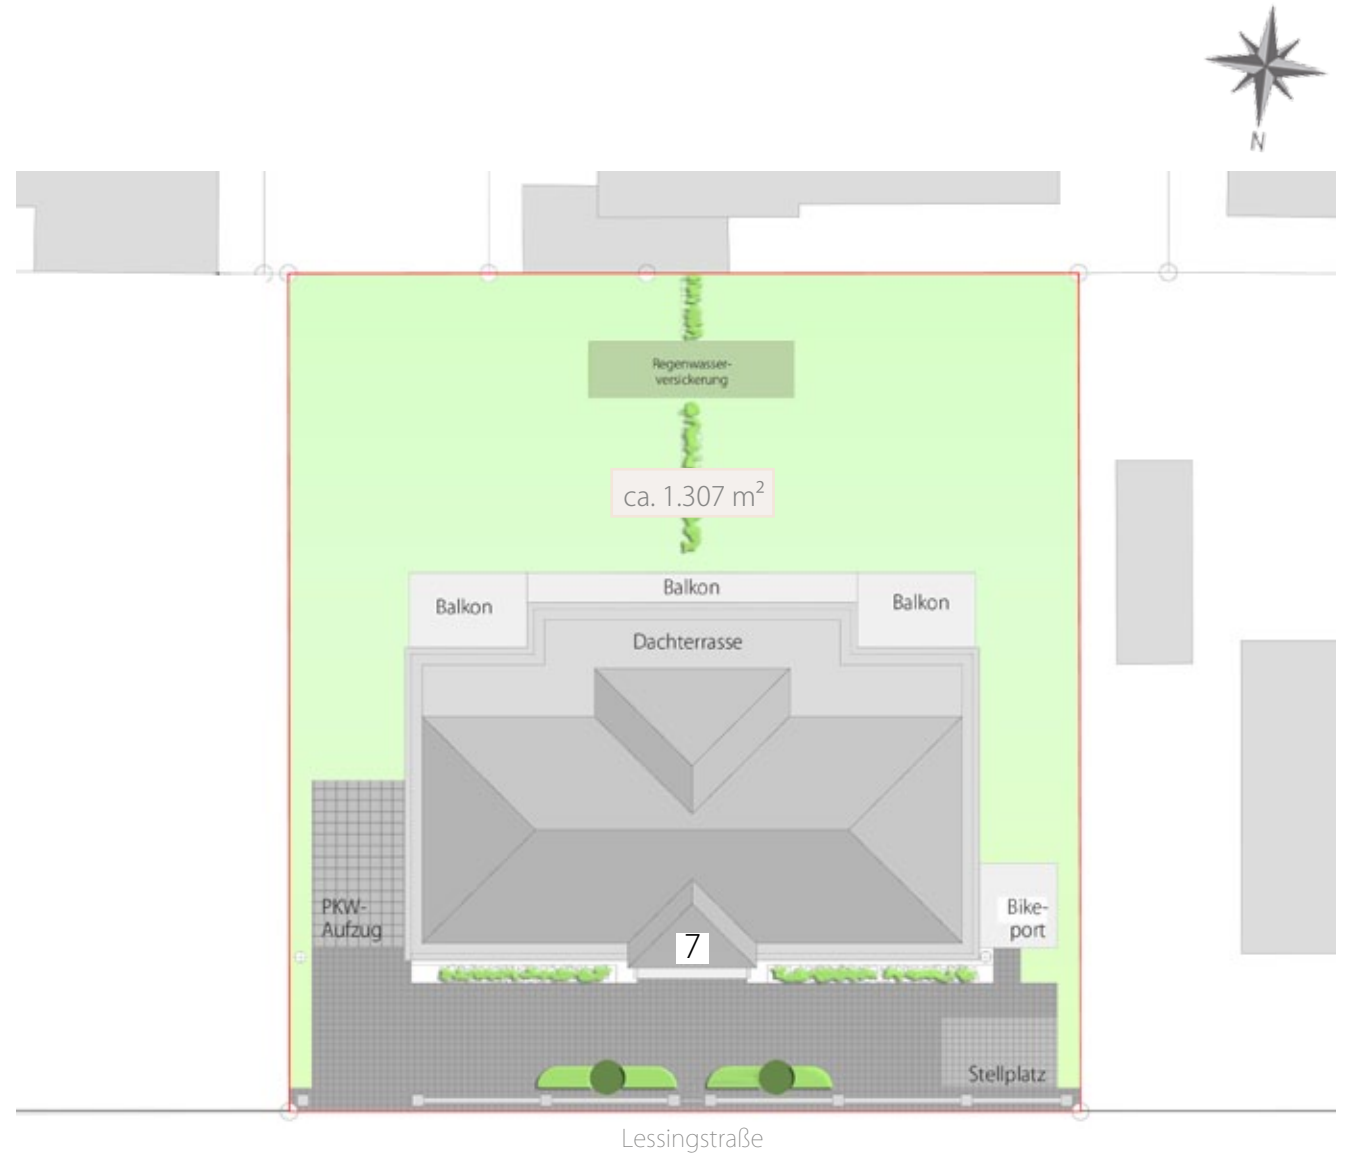 N
Regenwasser-
versickerung
ca. 1.307 m²
Balkon
Balkon
Balkon
Dachterrasse
PKW-
Aufzug
Bike-
port
7
Stellplatz
Lessingstraße